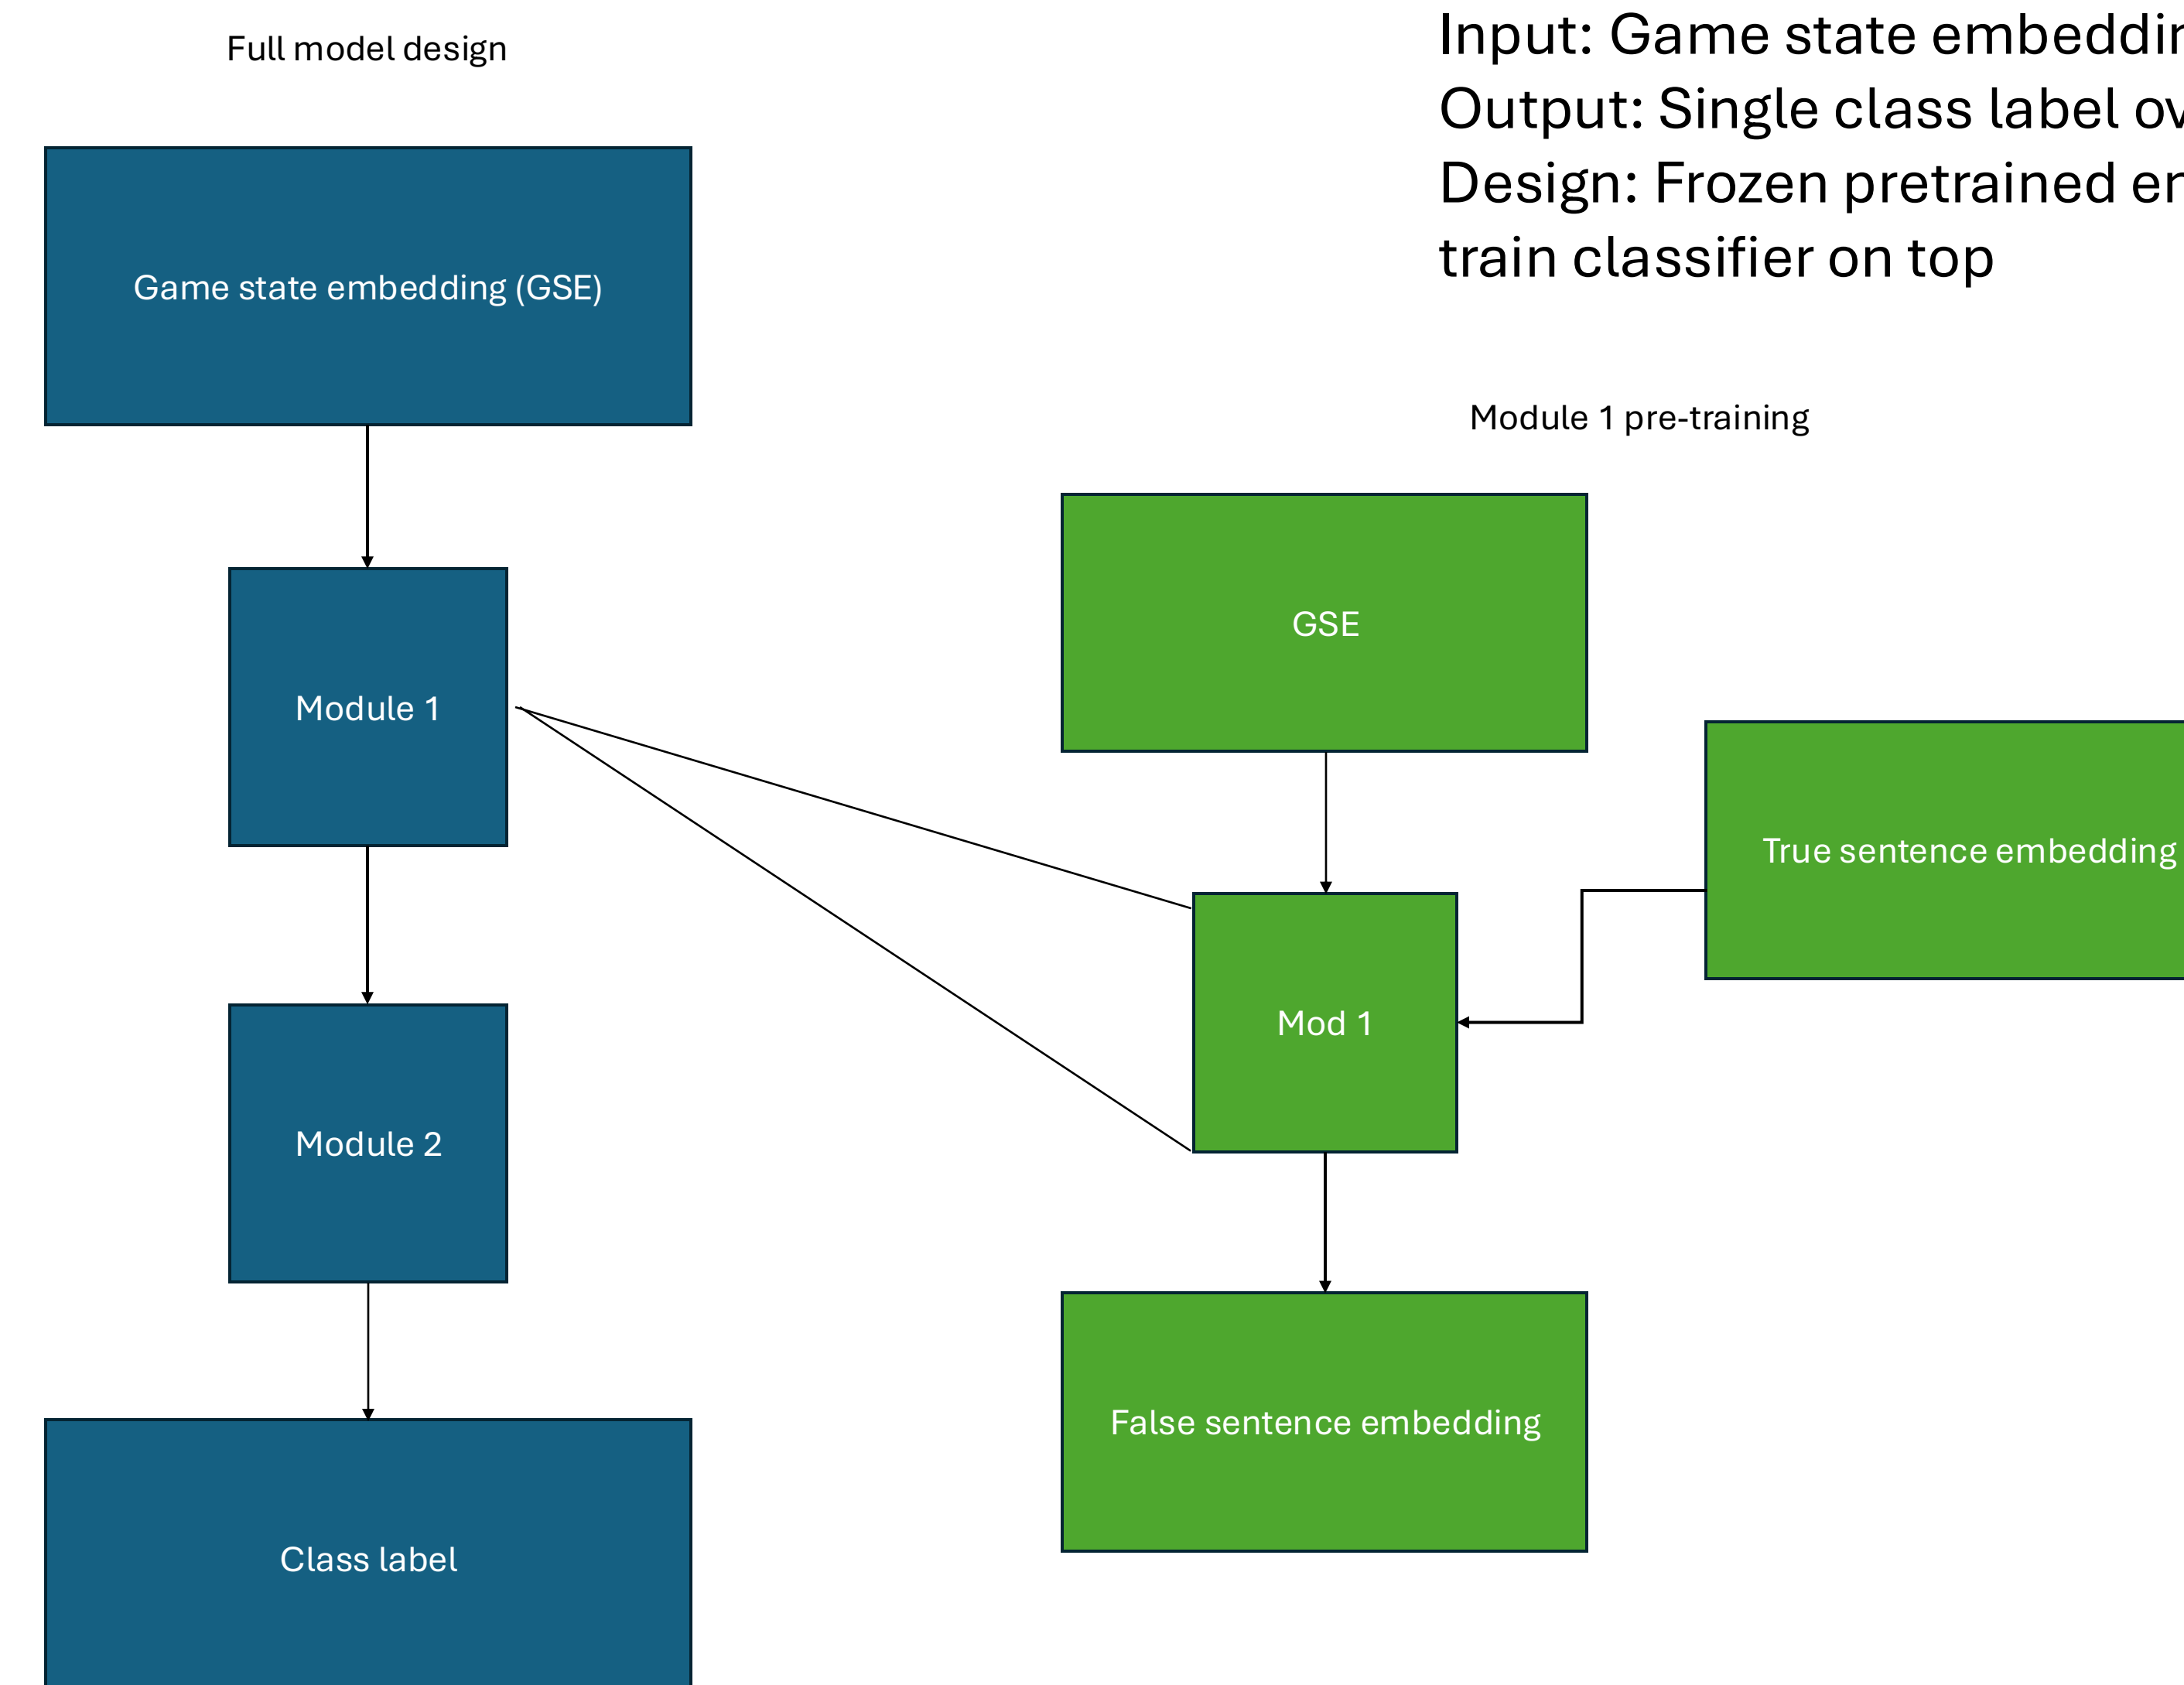 Full model design
Input: Game state
Output: Single class label
Design: Frozen pretrained
train classifier on top
Game state embedding (GSE)
Module 1 pre-training
GSE
Module 1
True sentence embedding
Mod 1
Module 2
False sentence embedding
Class label